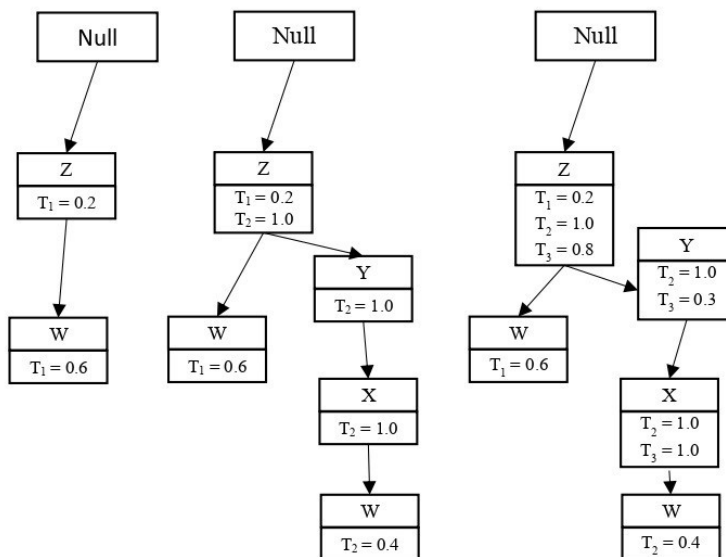 Null
Z
T₁ = 0.2
W
T₁ = 0.6
Null
Z
T₁ = 0.2
T₂ = 1.0
W
T₁ = 0.6
Y
T₂ = 1.0
X
T₂ = 1.0
W
T₂ = 0.4
Null
Z
T₁ = 0.2
T₂ = 1.0
T₃ = 0.8
W
T₁ = 0.6
Y
T₂ = 1.0
T₃ = 0.3
X
T₂ = 1.0
T₃ = 1.0
W
T₂ = 0.4